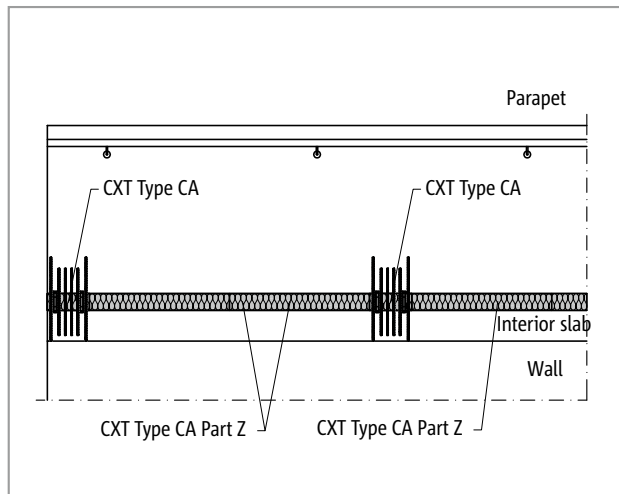 Parapet
CXT Type CA
CXT Type CA
Interior slab
Wall
CXT Type CA Part Z
CXT Type CA Part Z